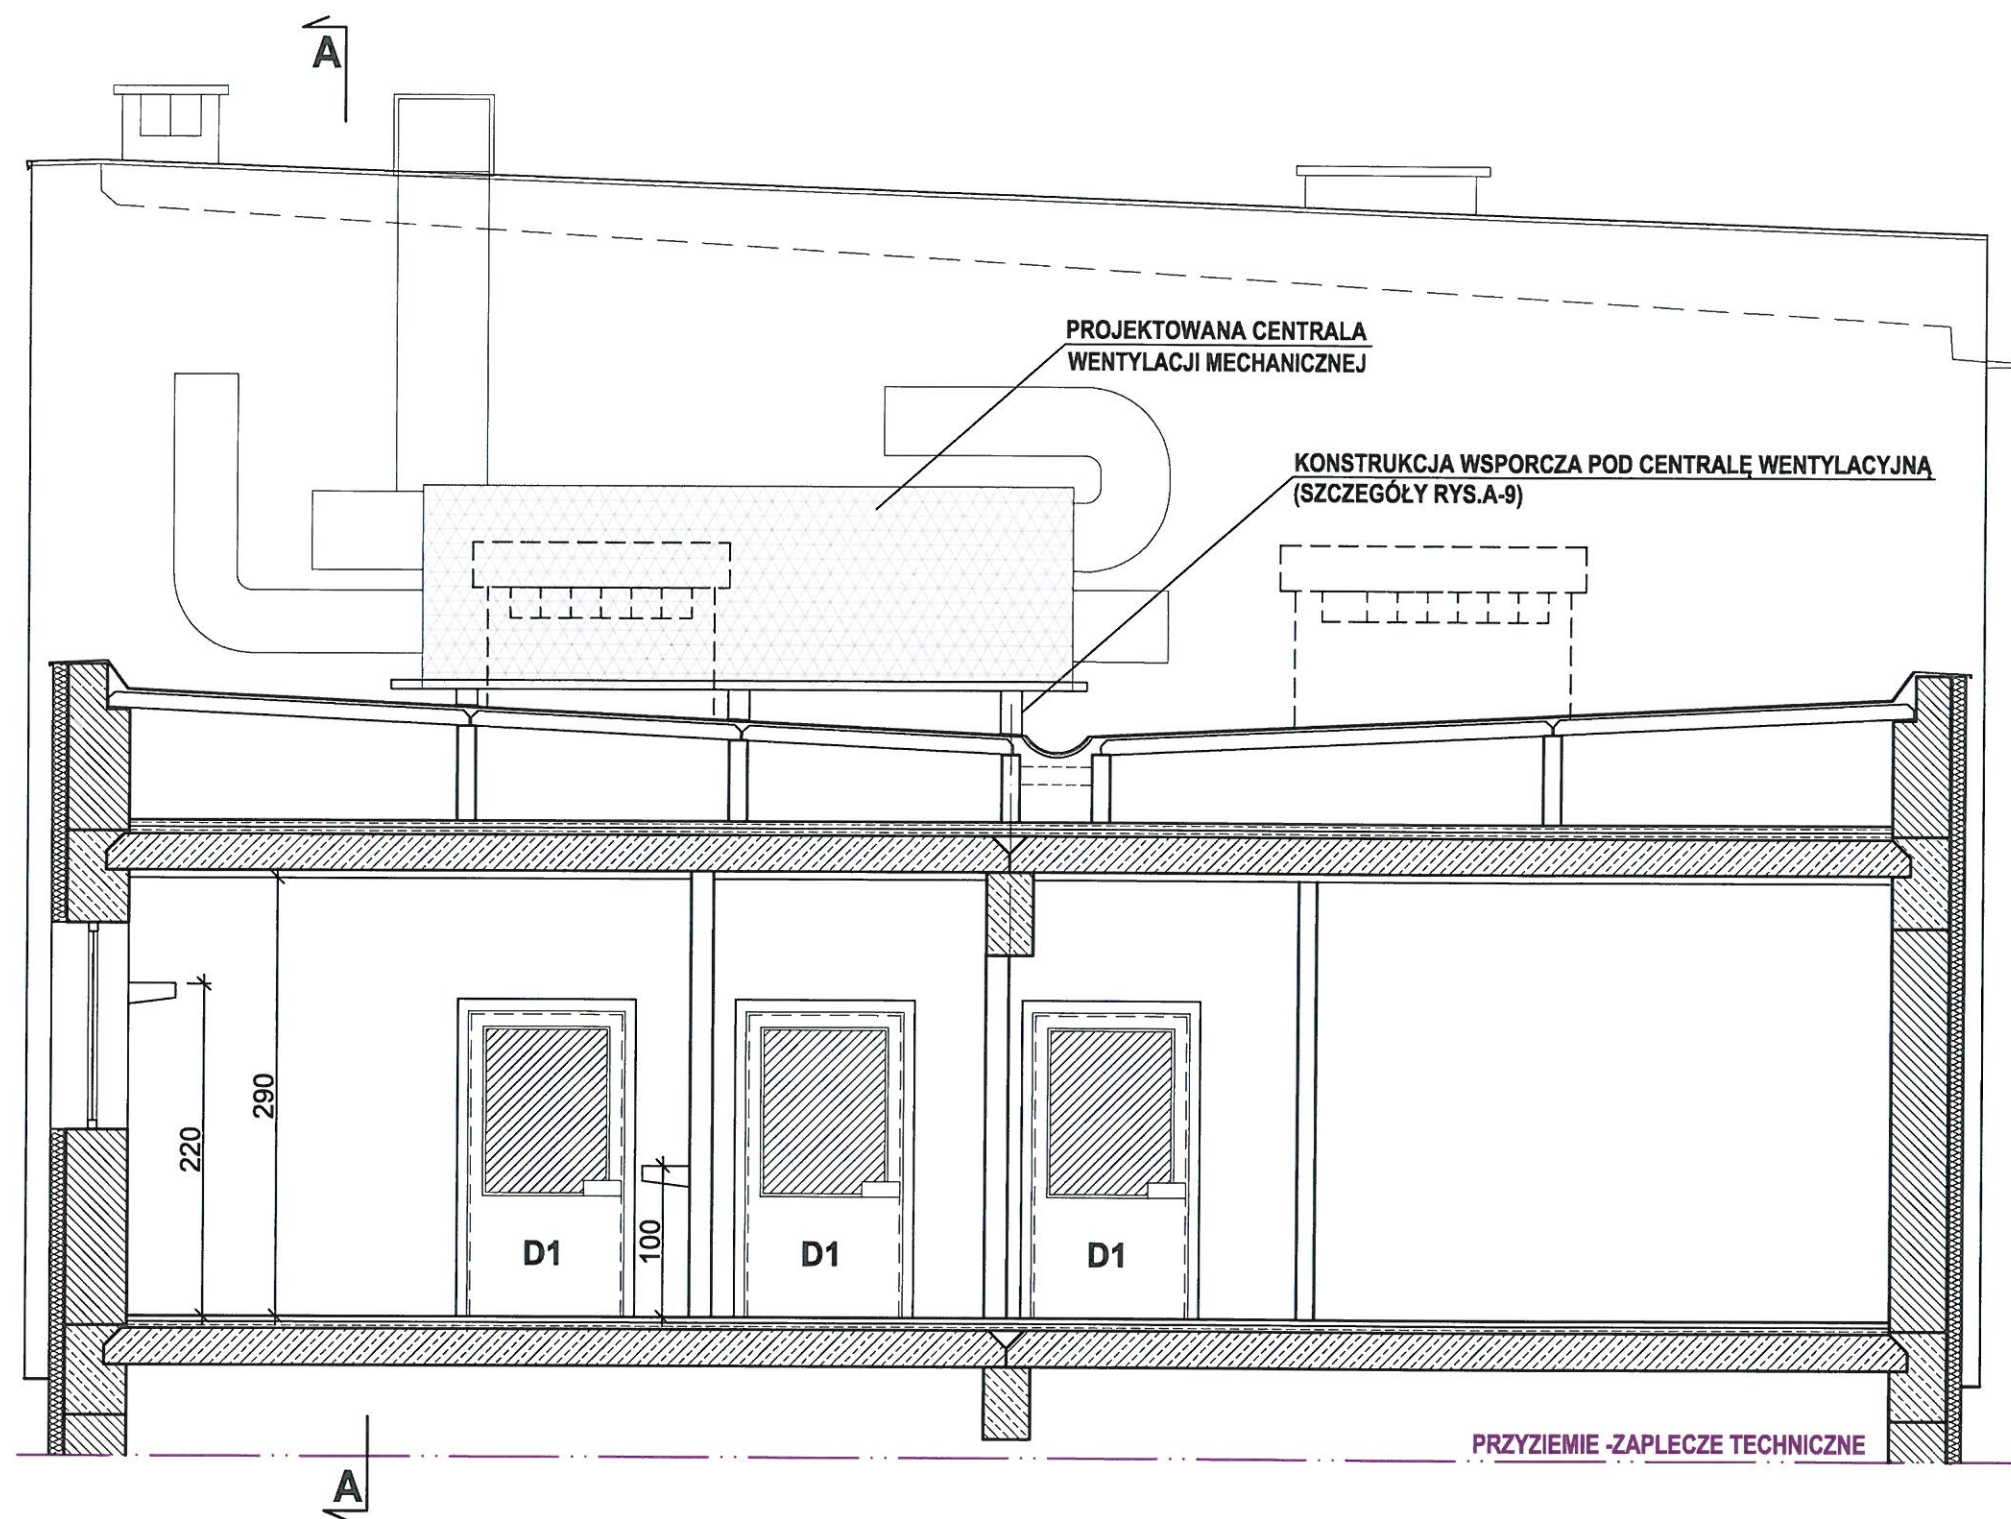 A
PROJEKTOWANA CENTRALA
WENTYLACJI MECHANICZNEJ
KONSTRUKCJA WSPORCZA POD CENTRALĘ WENTYLACYJNĄ
(SZCZEGÓŁY RYS.A-9)
220
290
100
D1
D1
D1
PRZYZIEMIE -ZAPLECZE TECHNICZNE
A